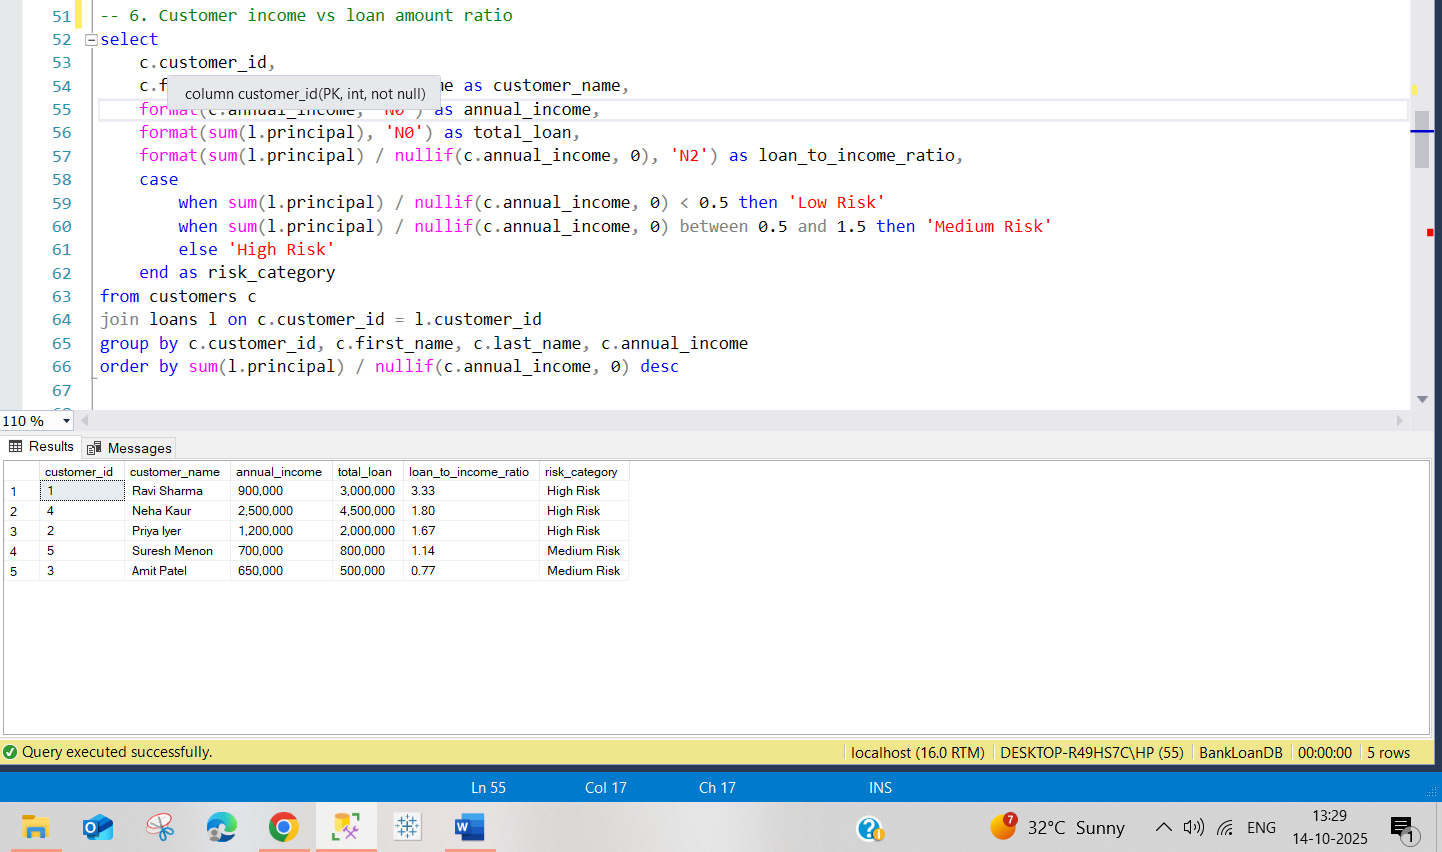 51 -- 6. Customer income vs loan amount ratio
52 select
53 c.customer_id,
54 c.f me as customer_name,
column customer_id(PK, int, not null)
55 format(c.annual_income, 'N0') as annual_income,
56 format(sum(l.principal), 'N0') as total_loan,
57 format(sum(l.principal) / nullif(c.annual_income, 0), 'N2') as loan_to_income_ratio,
58 case
59 when sum(l.principal) / nullif(c.annual_income, 0) < 0.5 then 'Low Risk'
60 when sum(l.principal) / nullif(c.annual_income, 0) between 0.5 and 1.5 then 'Medium Risk'
61 else 'High Risk'
62 end as risk_category
63 from customers c
64 join loans l on c.customer_id = l.customer_id
65 group by c.customer_id, c.first_name, c.last_name, c.annual_income
66 order by sum(l.principal) / nullif(c.annual_income, 0) desc
67
110 %
Results Messages
customer_id customer_name annual_income total_loan loan_to_income_ratio risk_category
1 1 Ravi Sharma 900,000 3,000,000 3.33 High Risk
2 4 Neha Kaur 2,500,000 4,500,000 1.80 High Risk
3 2 Priya Iyer 1,200,000 2,000,000 1.67 High Risk
4 5 Suresh Menon 700,000 800,000 1.14 Medium Risk
5 3 Amit Patel 650,000 500,000 0.77 Medium Risk
Query executed successfully. localhost (16.0 RTM) DESKTOP-R49HS7C\HP (55) BankLoanDB 00:00:00 5 rows
Ln 55 Col 17 Ch 17 INS
7 32°C Sunny ENG 13:29
14-10-2025 1